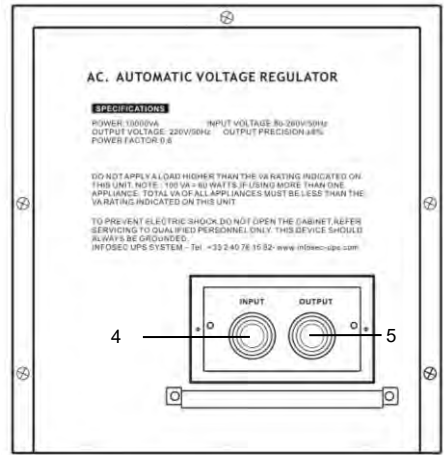 AC. AUTOMATIC VOLTAGE REGULATOR
SPECIFICATIONS
POWER:10000VA INPUT VOLTAGE:80-260V/50Hz
OUTPUT VOLTAGE: 220V/50Hz OUTPUT PRECISION:±8%
POWER FACTOR:0.6
DO NOT APPLY A LOAD HIGHER THAN THE VA RATING INDICATED ON
THIS UNIT. NOTE : 100 VA = 60 WATTS.IF USING MORE THAN ONE
APPLIANCE. TOTAL VA OF ALL APPLIANCES MUST BE LESS THAN THE
VA RATING INDICATED ON THIS UNIT
TO PREVENT ELECTRIC SHOCK,DO NOT OPEN THE CABINET,REFER
SERVICING TO QUALIFIED PERSONNEL ONLY. THIS DEVICE SHOULD
ALWAYS BE GROUNDED.
INFOSEC UPS SYSTEM - Tel. +33 2 40 76 15 82- www.infosec-ups.com
INPUT OUTPUT
4 5